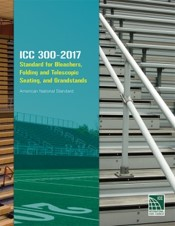 ICC 300-2017
Standard for Bleachers,
Folding and Telescopic
Seating, and Grandstands
American National Standard